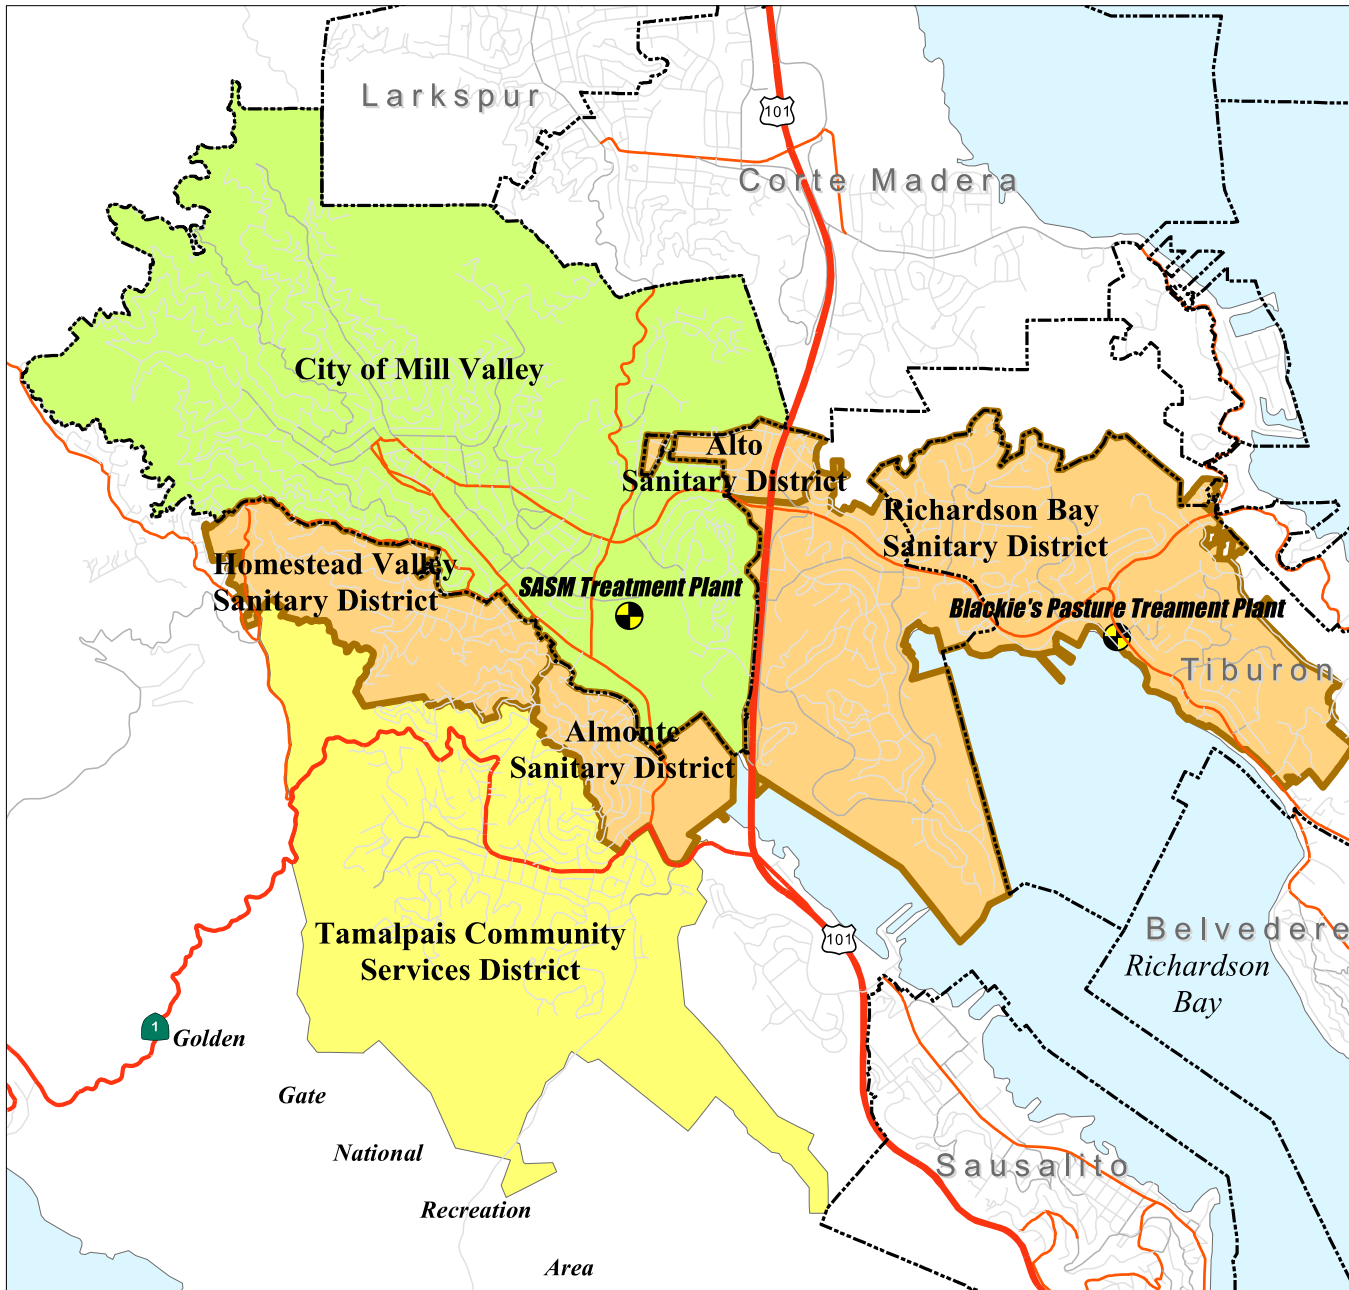 Larkspur
101
Corte Madera
City of Mill Valley
Alto
Sanitary District
Richardson Bay
Sanitary District
Homestead Valley
Sanitary District
SASM Treatment Plant
Blackie's Pasture Treament Plant
Tiburon
Almonte
Sanitary District
Tamalpais Community
Services District
101
Belvedere
Richardson
Bay
1
Golden
Gate
National
Recreation
Area
Sausalito